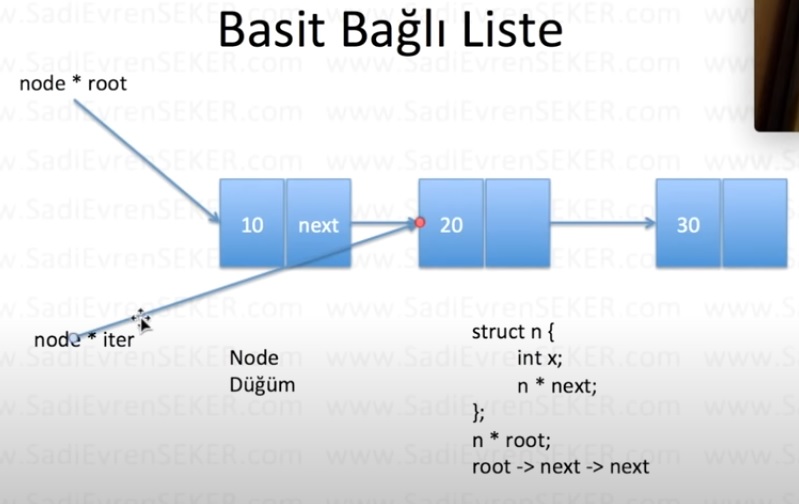 Basit Bağlı Liste
node * root
10
next
20
30
node * iter
Node
Düğüm
struct n {
int x;
n * next;
};
n * root;
root -> next -> next
www.SadiEvrenSEKER.com